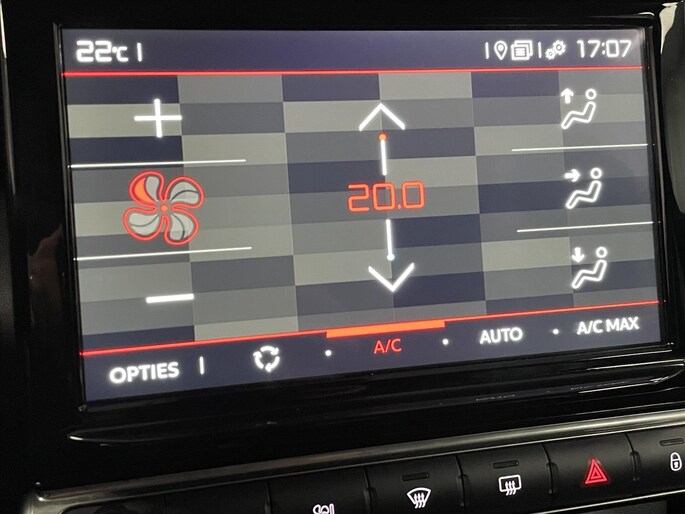 22°C
17:07
20.0
OPTIES
A/C
AUTO
A/C MAX